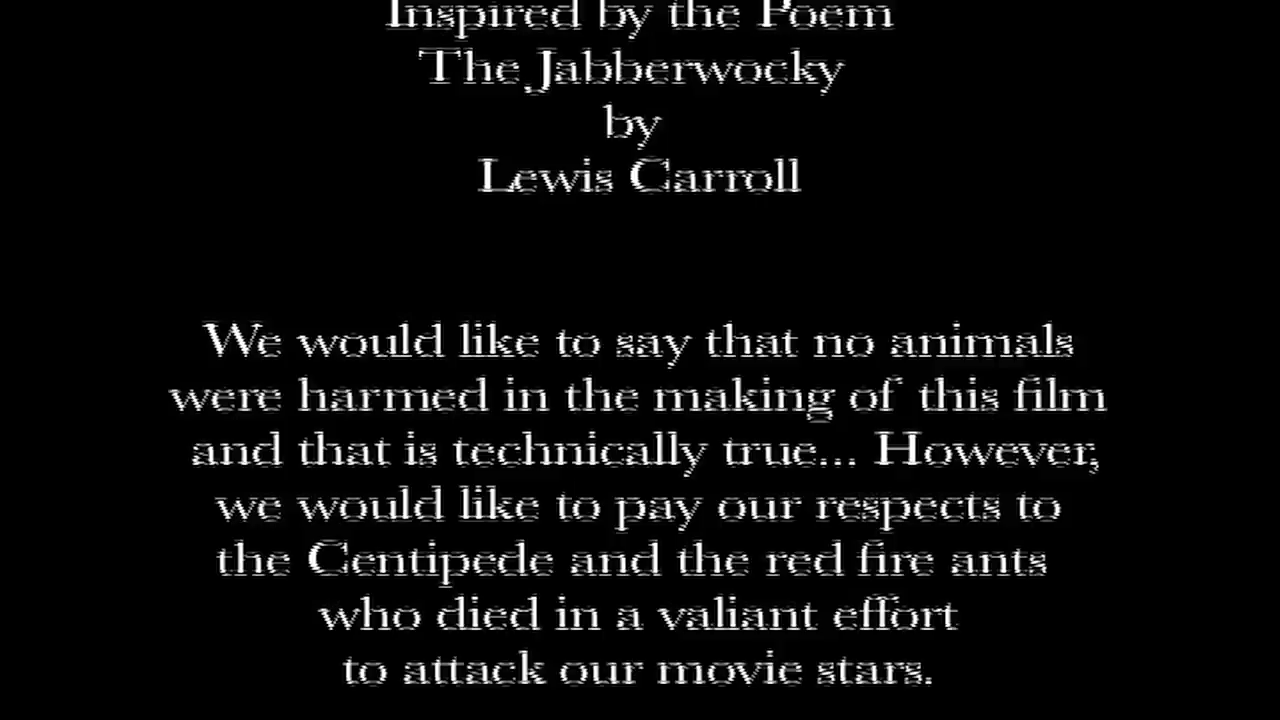 Inspired by the Poem
The Jabberwocky
by
Lewis Carroll
We would like to say that no animals
were harmed in the making of this film
and that is technically true... However,
we would like to pay our respects to
the Centipede and the red fire ants
who died in a valiant effort
to attack our movie stars.